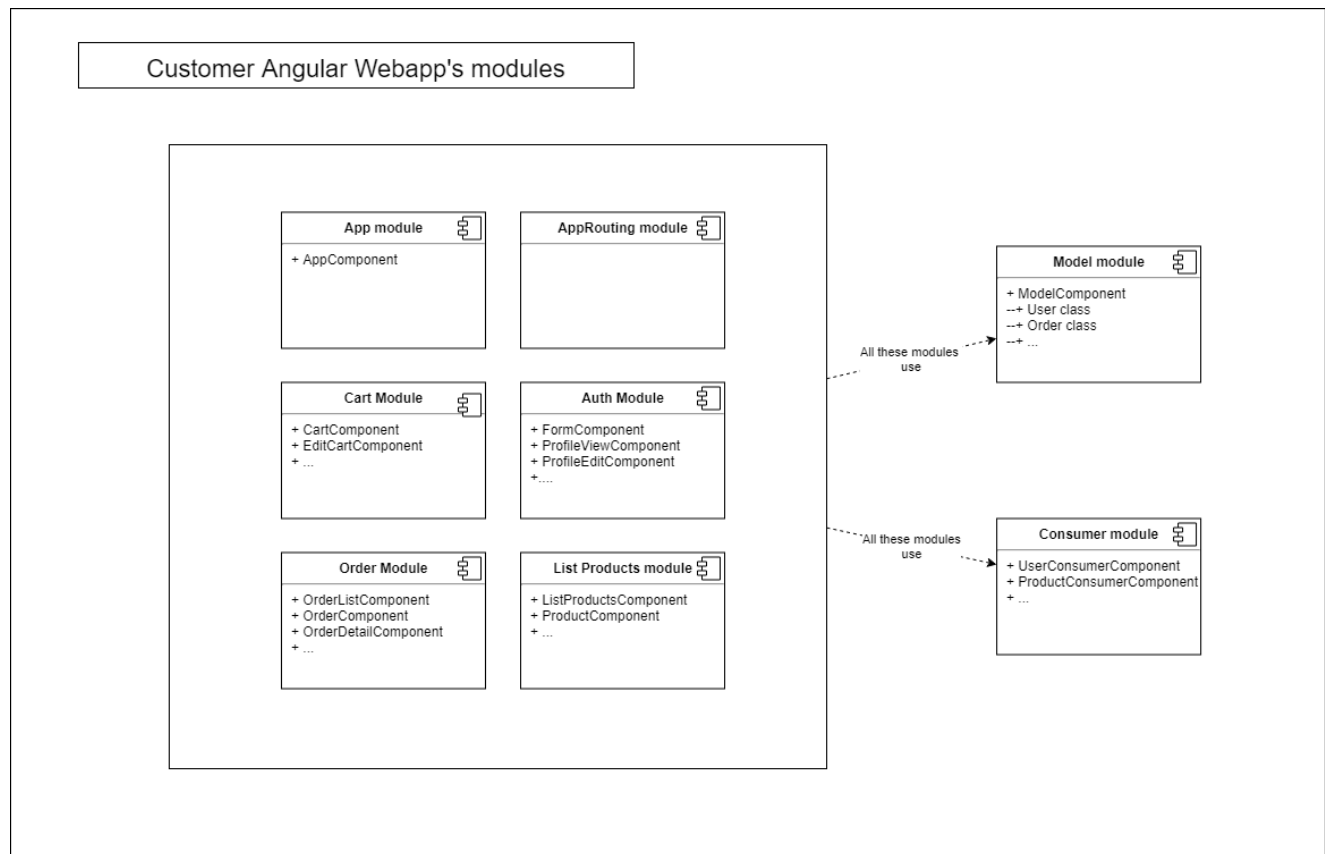 Customer Angular Webapp's modules
App module
+ AppComponent
AppRouting module
Cart Module
+ CartComponent
+ EditCartComponent
+ ...
Auth Module
+ FormComponent
+ ProfileViewComponent
+ ProfileEditComponent
+....
Order Module
+ OrderListComponent
+ OrderComponent
+ OrderDetailComponent
+ ...
List Products module
+ ListProductsComponent
+ ProductComponent
+ ...
All these modules
use
Model module
+ ModelComponent
--+ User class
--+ Order class
--+ ...
All these modules
use
Consumer module
+ UserConsumerComponent
+ ProductConsumerComponent
+ ...